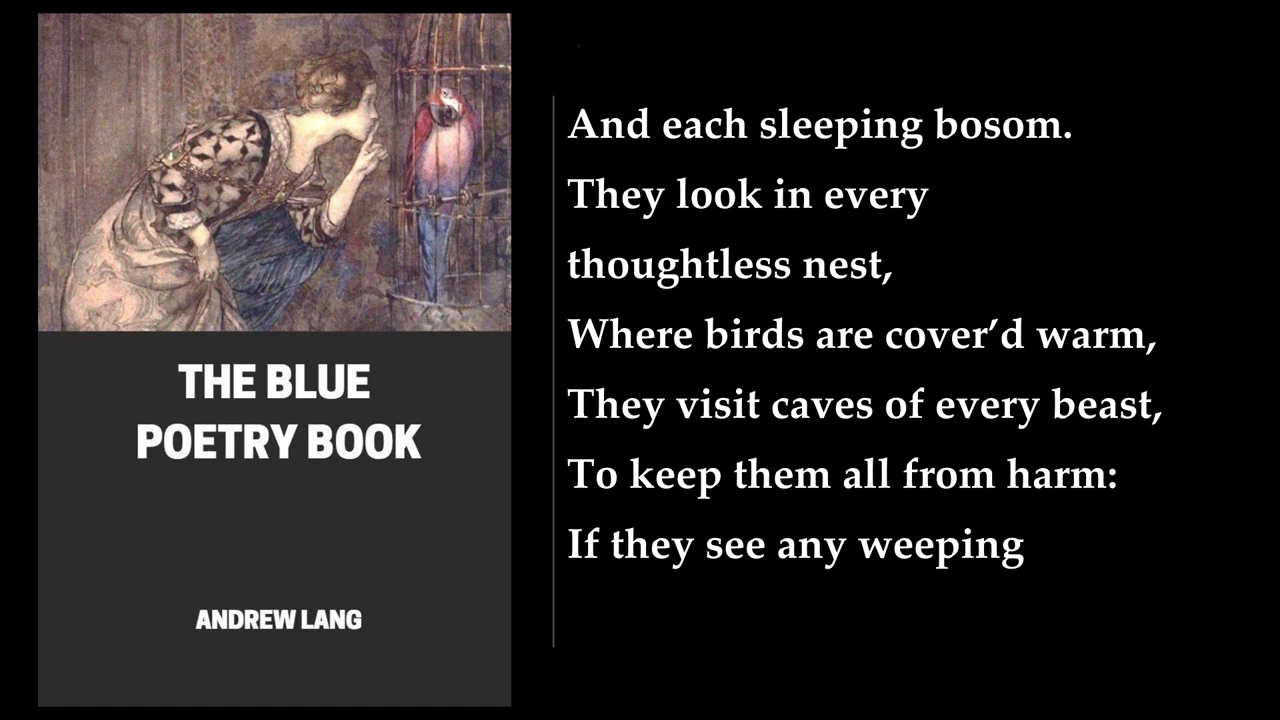 THE BLUE
POETRY BOOK
ANDREW LANG
And each sleeping bosom.
They look in every
thoughtless nest,
Where birds are cover’d warm,
They visit caves of every beast,
To keep them all from harm:
If they see any weeping